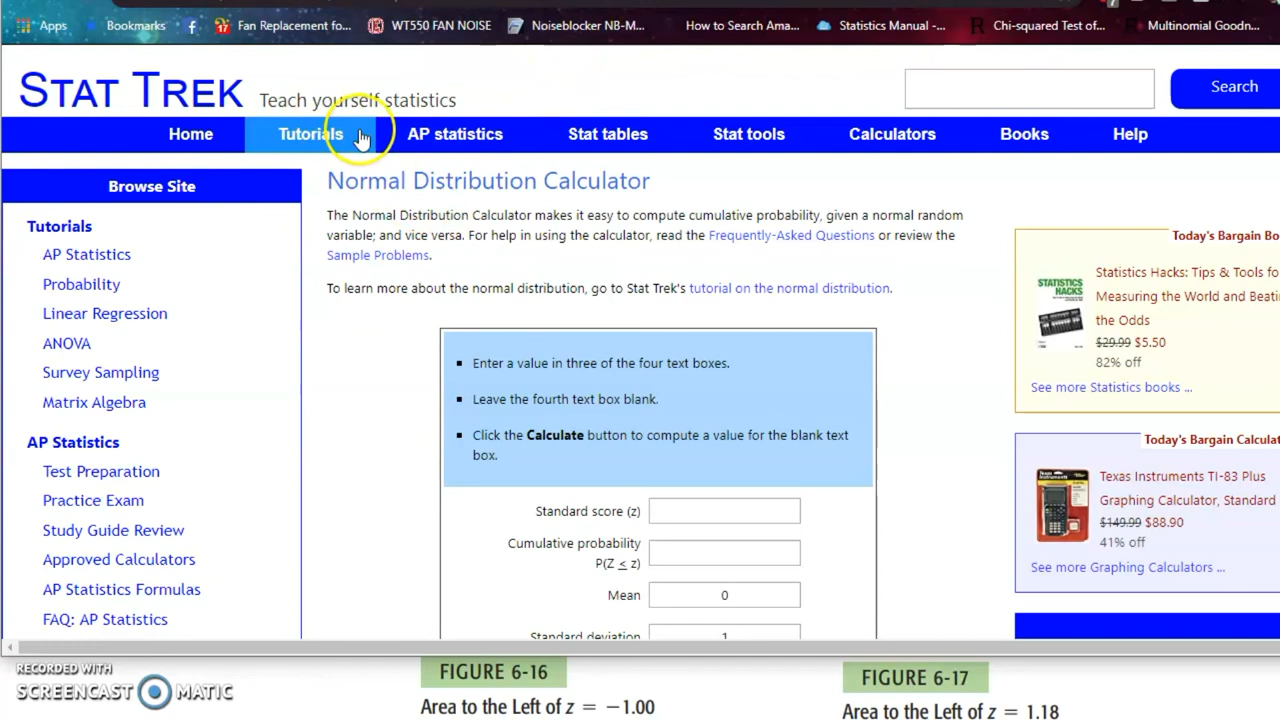 Apps
Bookmarks
Fan Replacement fo...
WT550 FAN NOISE
Noiseblocker NB-M...
How to Search Ama...
Statistics Manual -...
Chi-squared Test of...
Multinomial Goodn...
STAT TREK
Teach yourself statistics
Search
Home
Tutorials
AP statistics
Stat tables
Stat tools
Calculators
Books
Help
Browse Site
Tutorials
AP Statistics
Probability
Linear Regression
ANOVA
Survey Sampling
Matrix Algebra
AP Statistics
Test Preparation
Practice Exam
Study Guide Review
Approved Calculators
AP Statistics Formulas
FAQ: AP Statistics
Normal Distribution Calculator
The Normal Distribution Calculator makes it easy to compute cumulative probability, given a normal random
variable; and vice versa. For help in using the calculator, read the Frequently-Asked Questions or review the
Sample Problems.
To learn more about the normal distribution, go to Stat Trek's tutorial on the normal distribution.
Enter a value in three of the four text boxes.
Leave the fourth text box blank.
Click the Calculate button to compute a value for the blank text
box.
Standard score (z)
Cumulative probability
P(Z ≤ z)
Mean 0
Standard deviation 1
Today's Bargain Bo
STATISTICS
HACKS
Statistics Hacks: Tips & Tools fo
Measuring the World and Beati
the Odds
$29.99 $5.50
82% off
See more Statistics books ...
Today's Bargain Calculat
Texas Instruments TI-83 Plus
Graphing Calculator, Standard
$149.99 $88.90
41% off
See more Graphing Calculators ...
RECORDED WITH
SCREENCAST MATIC
FIGURE 6-16
Area to the Left of z = −1.00
FIGURE 6-17
Area to the Left of z = 1.18